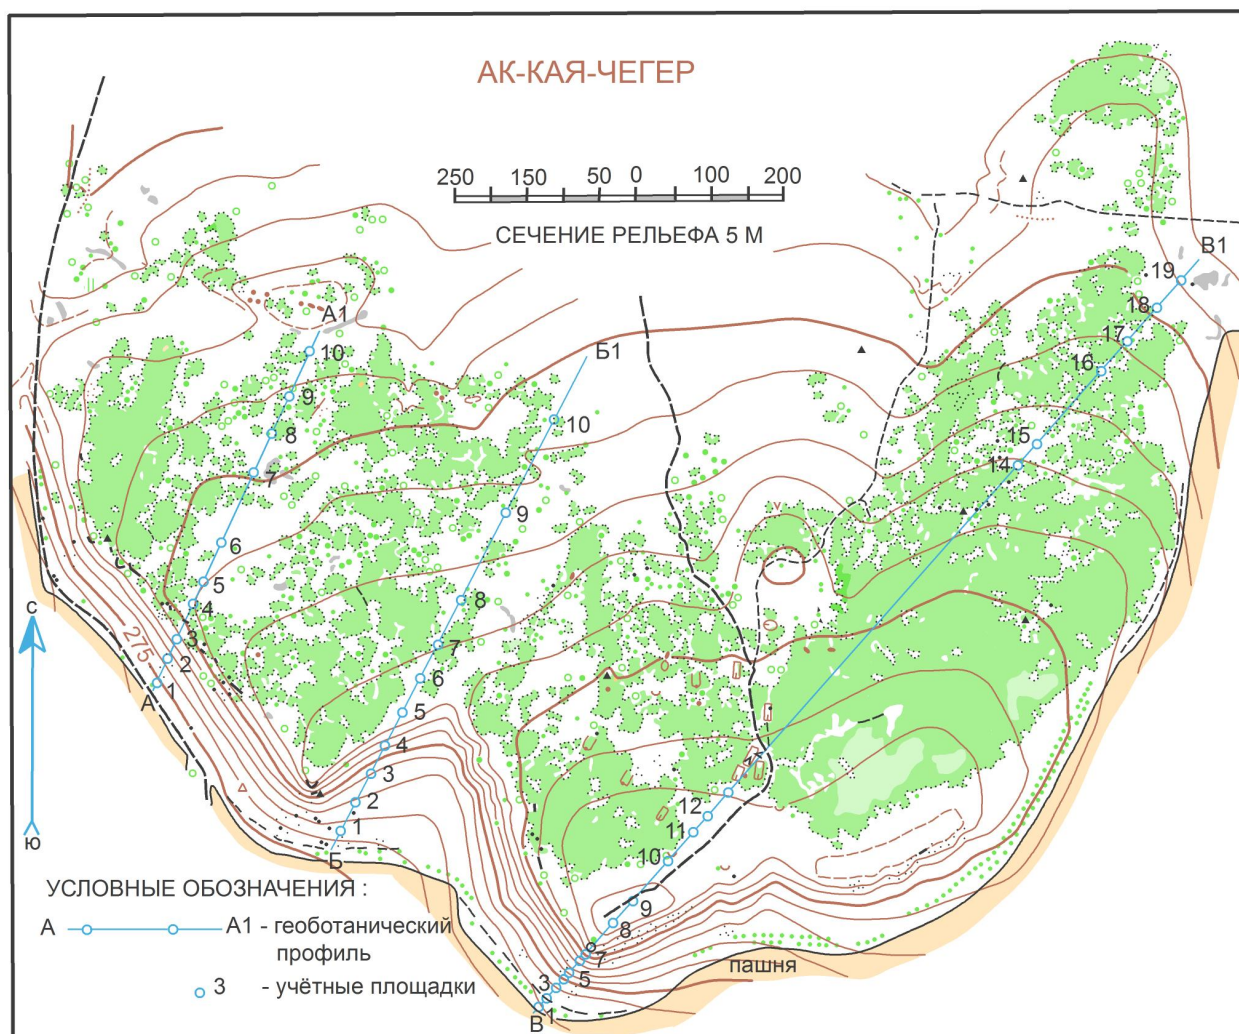 АК-КАЯ-ЧЕГЕР
250 150 50 0 100 200
СЕЧЕНИЕ РЕЛЬЕФА 5 М
В1
19
18
17
16
15
14
А1
10
9
8
7
6
5
4
3
2
1
А
275
Б1
10
9
8
7
6
5
4
3
2
1
Б
12
11
10
9
8
7
5
3
1
В
пашня
с
ю
УСЛОВНЫЕ ОБОЗНАЧЕНИЯ :
А А1 - геоботанический
профиль
3 - учётные площадки